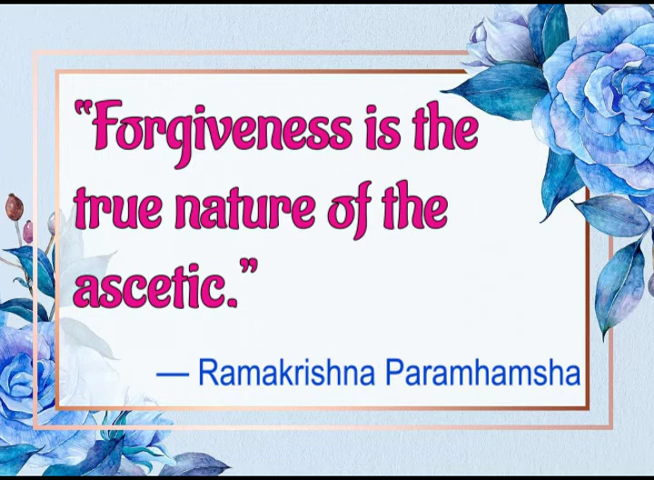 “Forgiveness is the
true nature of the
ascetic.”
— Ramakrishna Paramhamsha